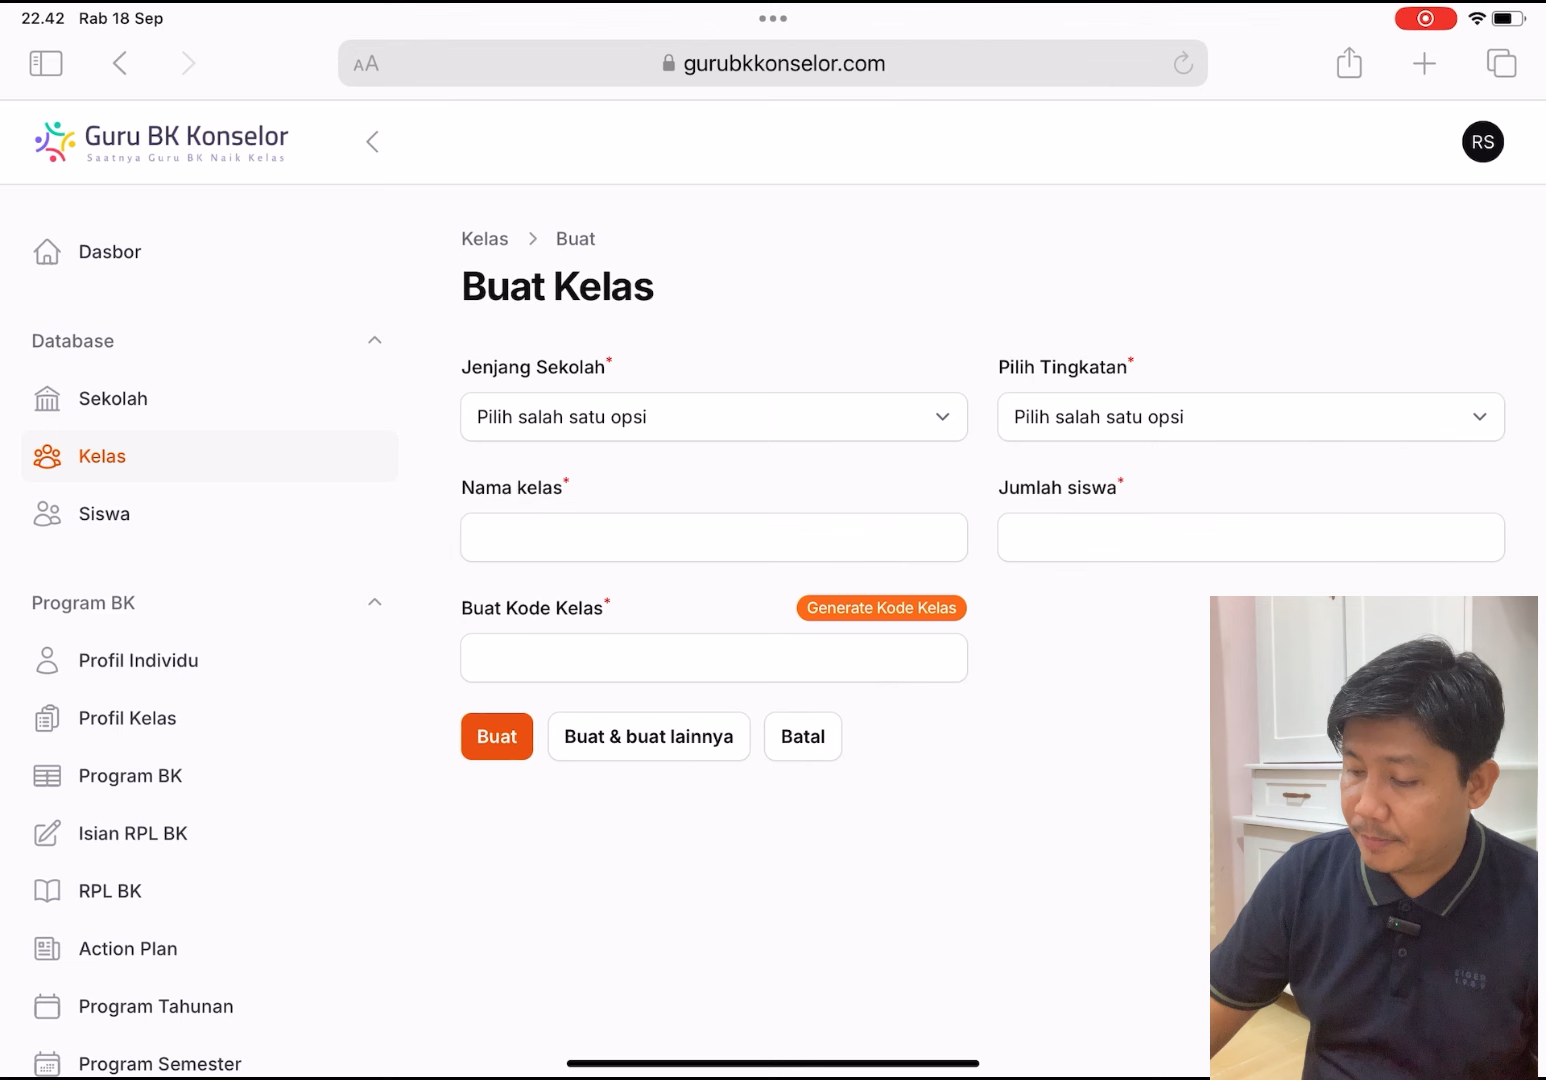 22.42 Rab 18 Sep
AA
gurubkkonselor.com
Guru BK Konselor
Saatnya Guru BK Naik Kelas
RS
Dasbor
Database
Sekolah
Kelas
Siswa
Program BK
Profil Individu
Profil Kelas
Program BK
Isian RPL BK
RPL BK
Action Plan
Program Tahunan
Program Semester
Kelas > Buat
Buat Kelas
Jenjang Sekolah*
Pilih salah satu opsi
Pilih Tingkatan*
Pilih salah satu opsi
Nama kelas*
Jumlah siswa*
Buat Kode Kelas*
Generate Kode Kelas
Buat
Buat & buat lainnya
Batal
EIGER
1989